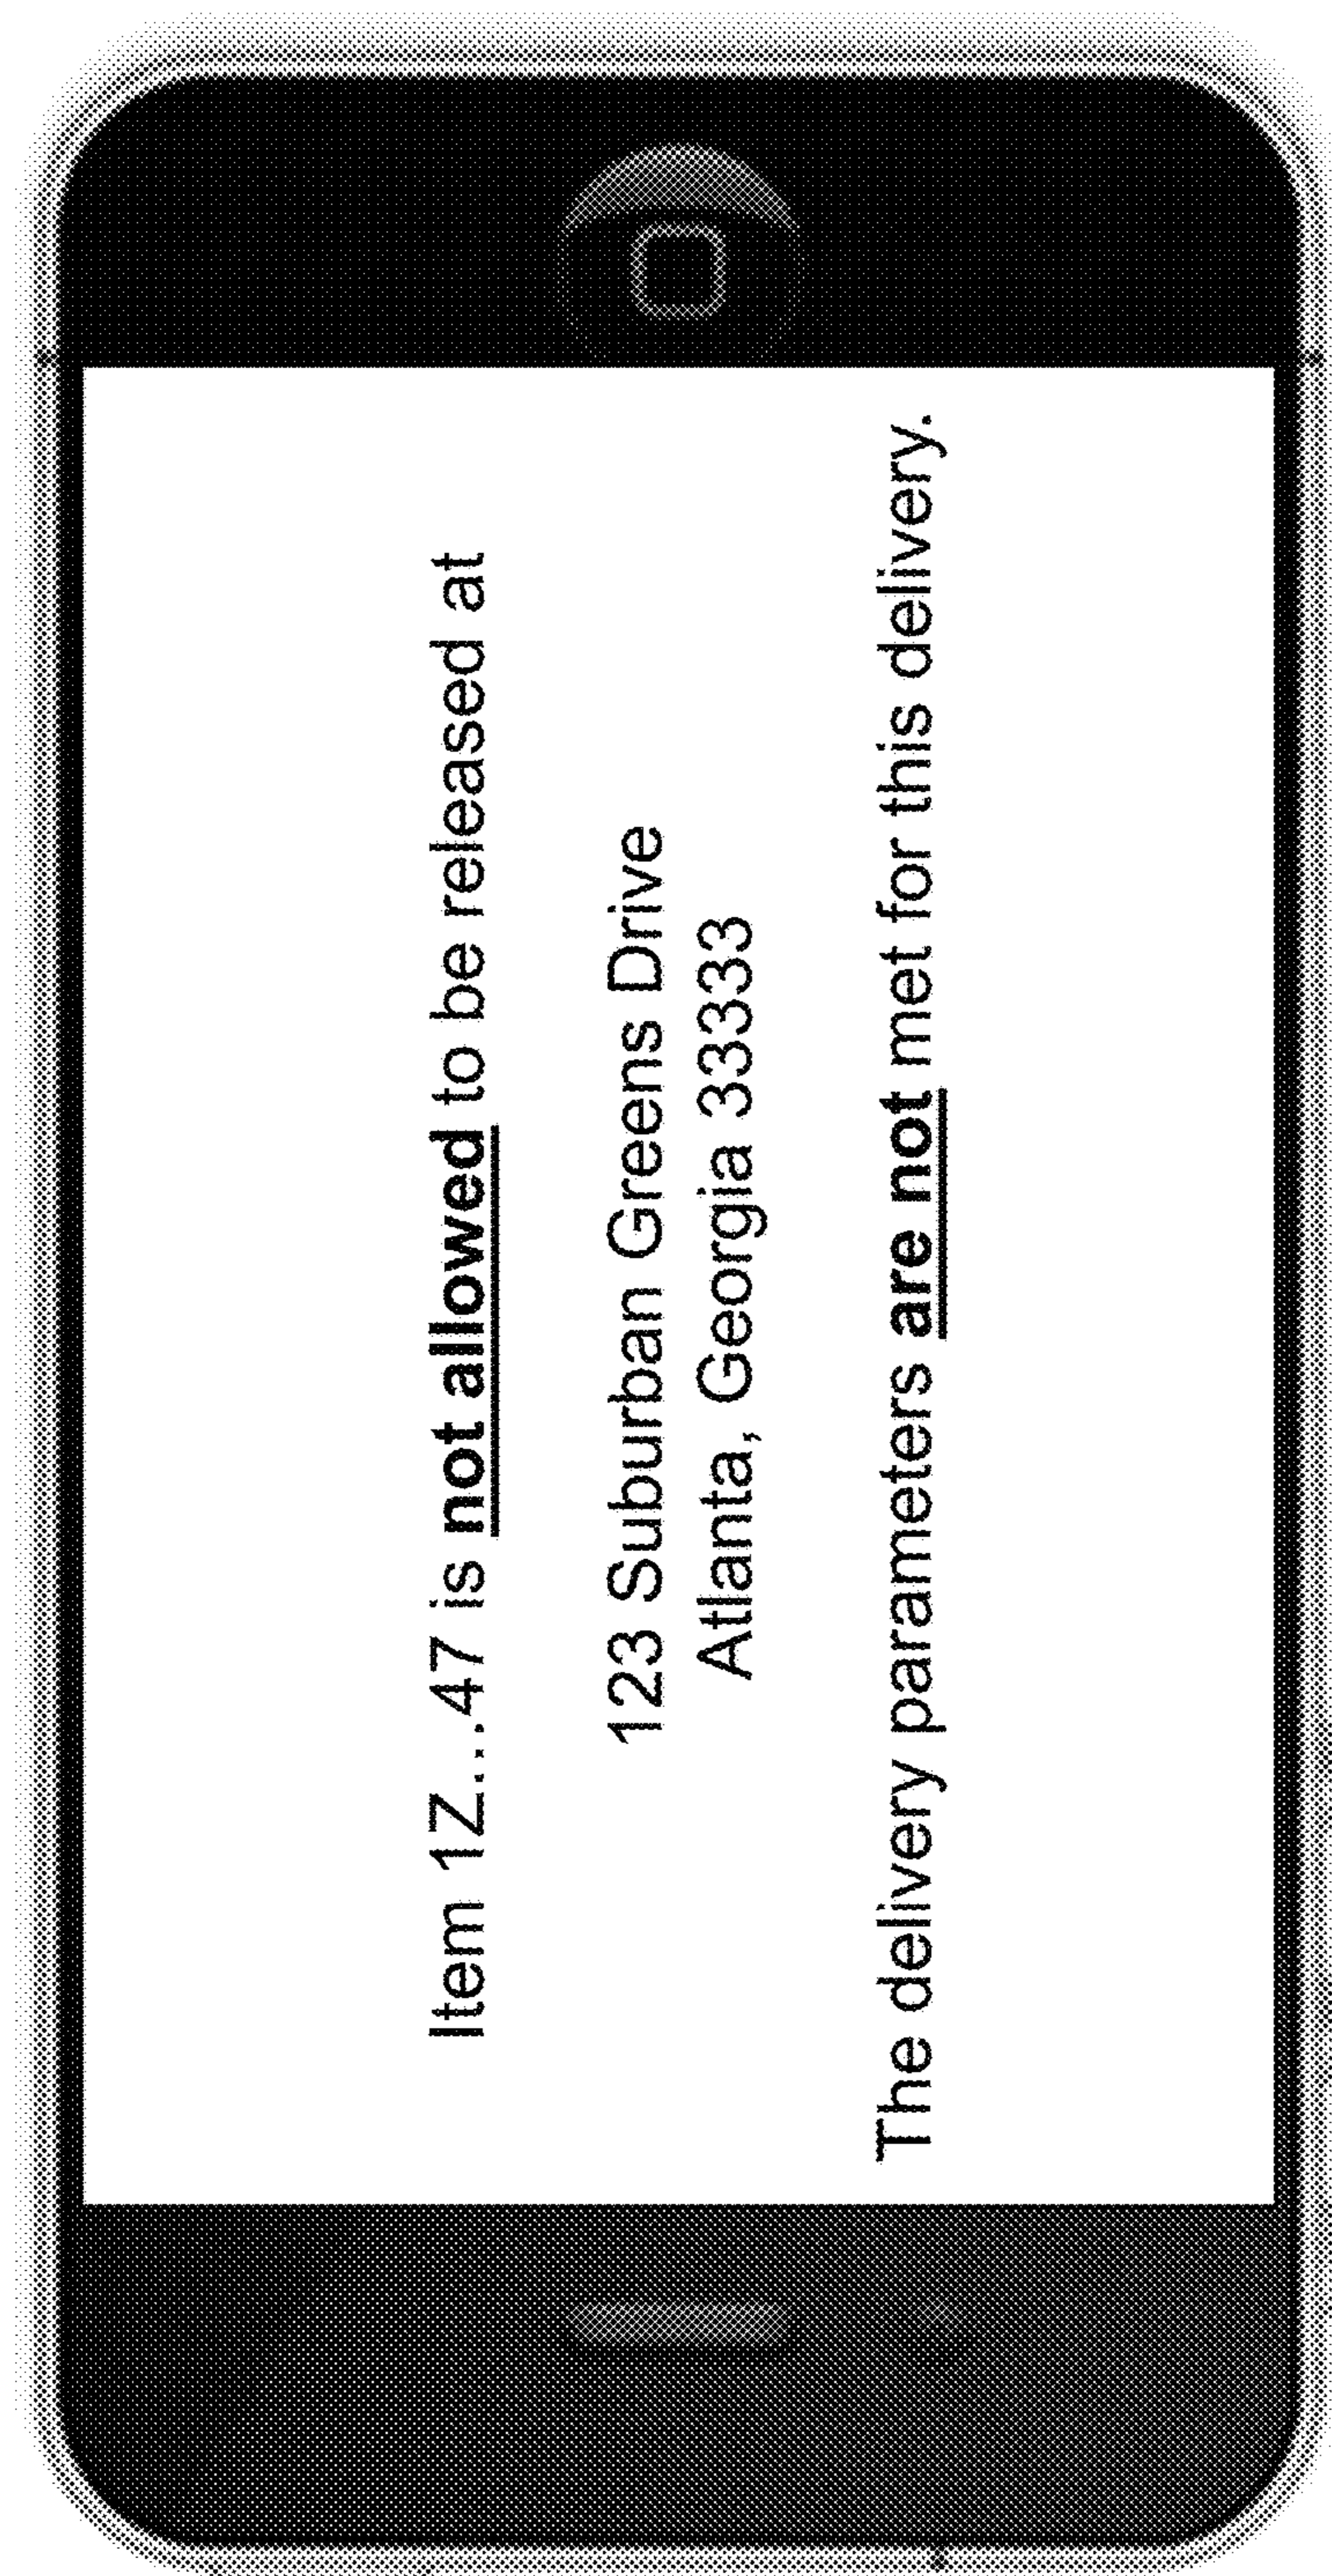 Item 1Z...47 is not allowed to be released at
123 Suburban Greens Drive
Atlanta, Georgia 33333
The delivery parameters are not met for this delivery.